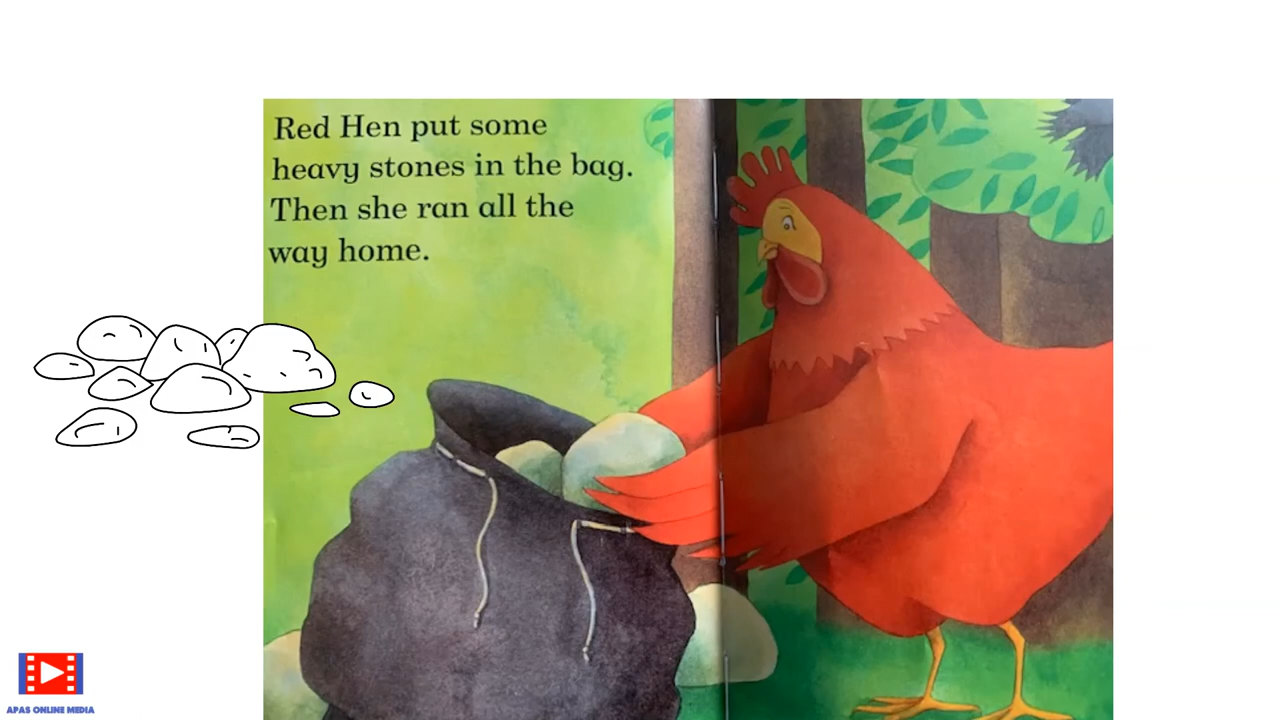 Red Hen put some
heavy stones in the bag.
Then she ran all the
way home.
APAS ONLINE MEDIA